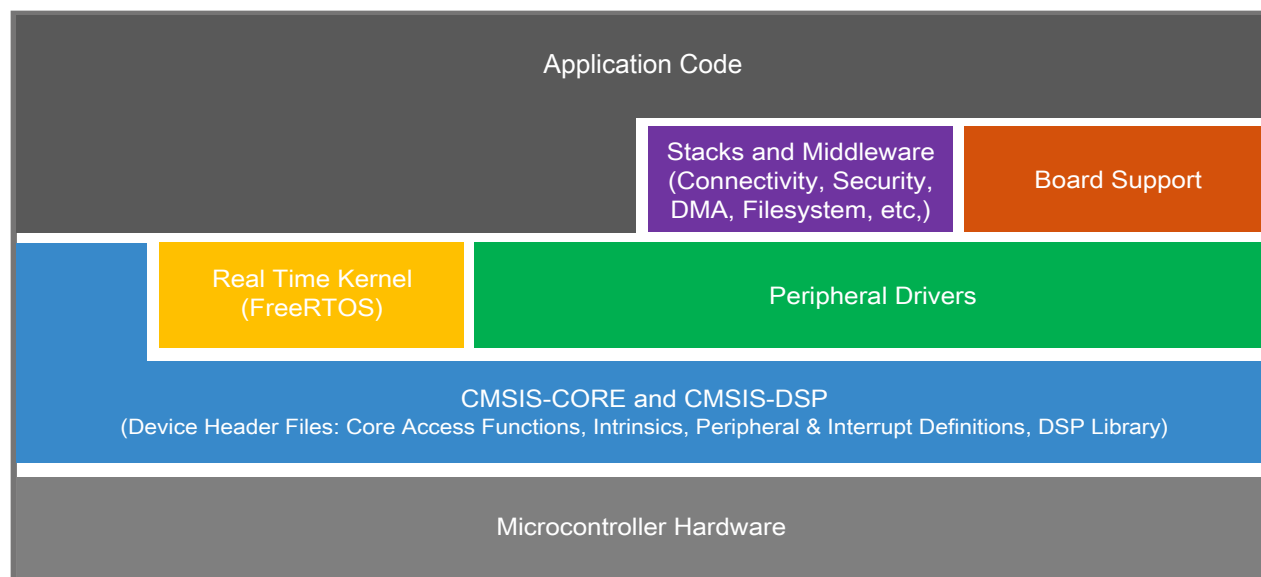 Application Code
Stacks and Middleware
(Connectivity, Security,
DMA, Filesystem, etc,)
Board Support
Real Time Kernel
(FreeRTOS)
Peripheral Drivers
CMSIS-CORE and CMSIS-DSP
(Device Header Files: Core Access Functions, Intrinsics, Peripheral & Interrupt Definitions, DSP Library)
Microcontroller Hardware